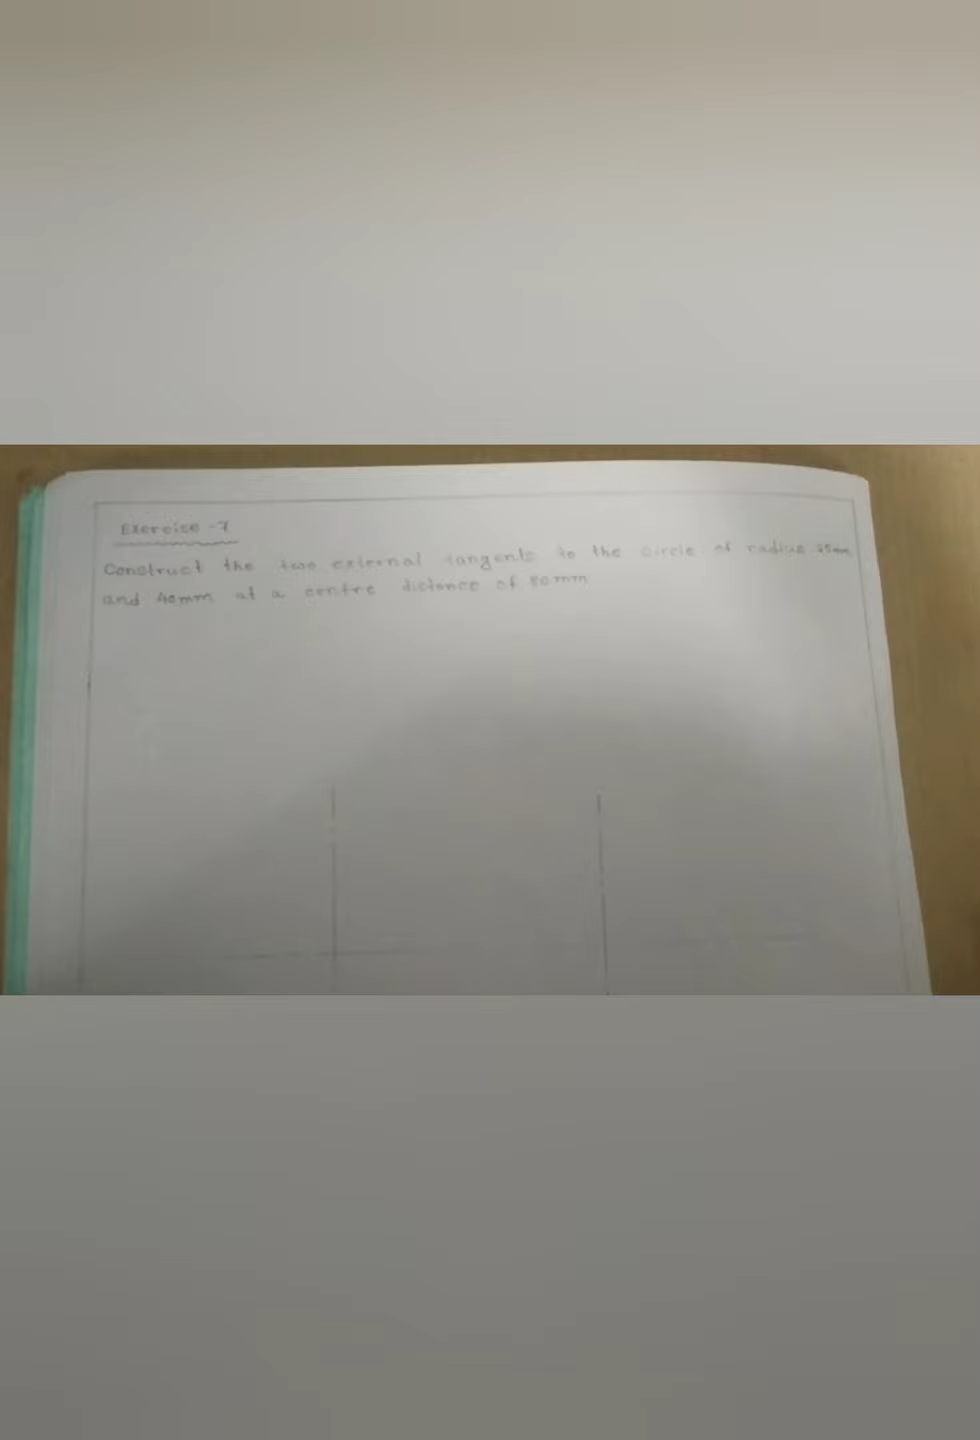 Exercise - 7
Construct the two external tangents to the circle of radius 25mm
and 40mm at a centre distance of 80mm